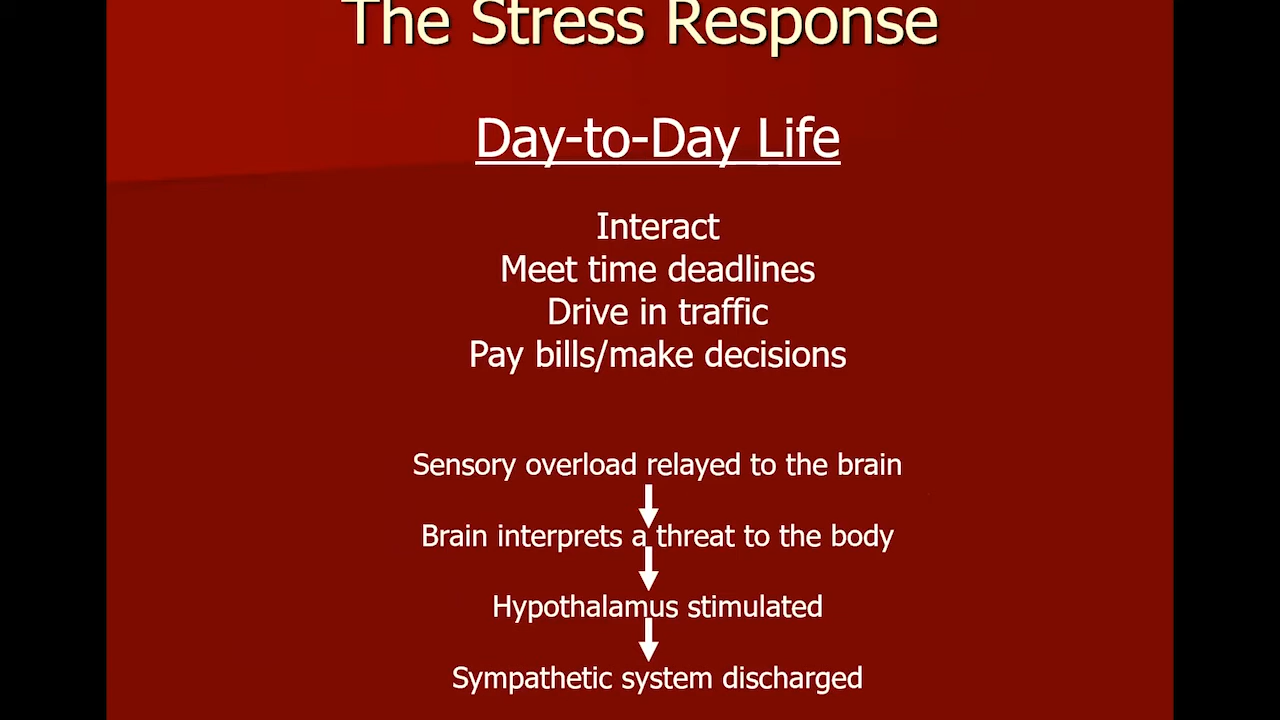 The Stress Response
Day-to-Day Life
Interact
Meet time deadlines
Drive in traffic
Pay bills/make decisions
Sensory overload relayed to the brain
Brain interprets a threat to the body
Hypothalamus stimulated
Sympathetic system discharged